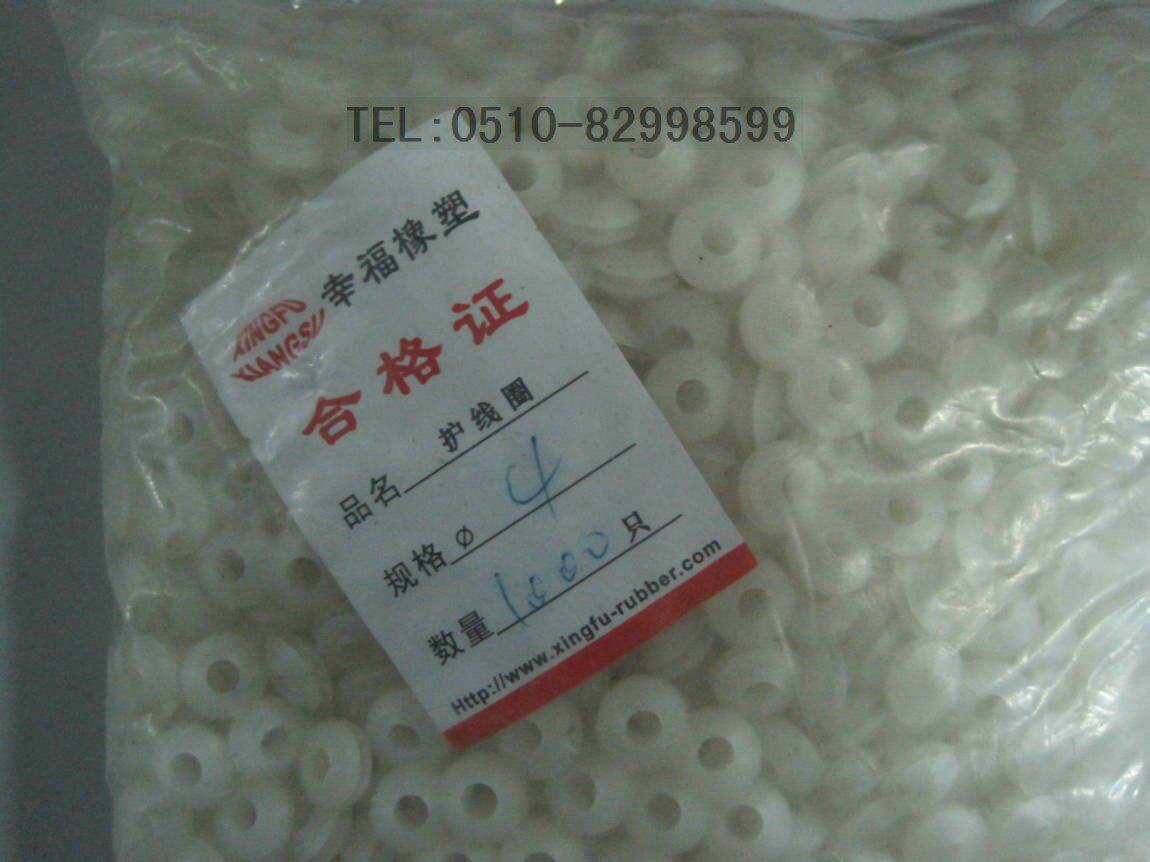 TEL:0510-82998599
XINGFU
XIANGSU
幸福橡塑
合格证
品名 护线圈
规格 Ø 4
数量 1000 只
Http://www.xingfu-rubber.com